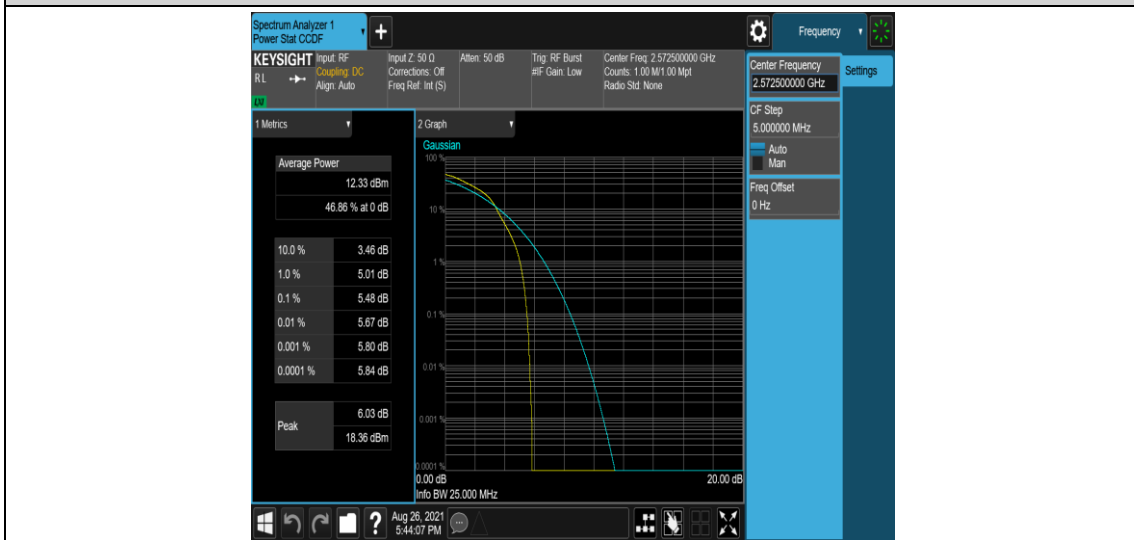 Spectrum Analyzer 1
Power Stat CCDF
Frequency
KEYSIGHT
RL
Input: RF
Coupling: DC
Align: Auto
Input Z: 50 Ω
Corrections: Off
Freq Ref: Int (S)
Atten: 50 dB
Trig: RF Burst
#IF Gain: Low
Center Freq: 2.572500000 GHz
Counts: 1.00 M/1.00 Mpt
Radio Std: None
Center Frequency
2.572500000 GHz
Settings
CF Step
5.000000 MHz
Auto
Man
Freq Offset
0 Hz
1 Metrics
Average Power
12.33 dBm
46.86 % at 0 dB
10.0 % 3.46 dB
1.0 % 5.01 dB
0.1 % 5.48 dB
0.01 % 5.67 dB
0.001 % 5.80 dB
0.0001 % 5.84 dB
Peak
6.03 dB
18.36 dBm
2 Graph
Gaussian
100 %
10 %
1 %
0.1 %
0.01 %
0.001 %
0.0001 %
0.00 dB 20.00 dB
Info BW 25.000 MHz
?
Aug 26, 2021
5:44:07 PM